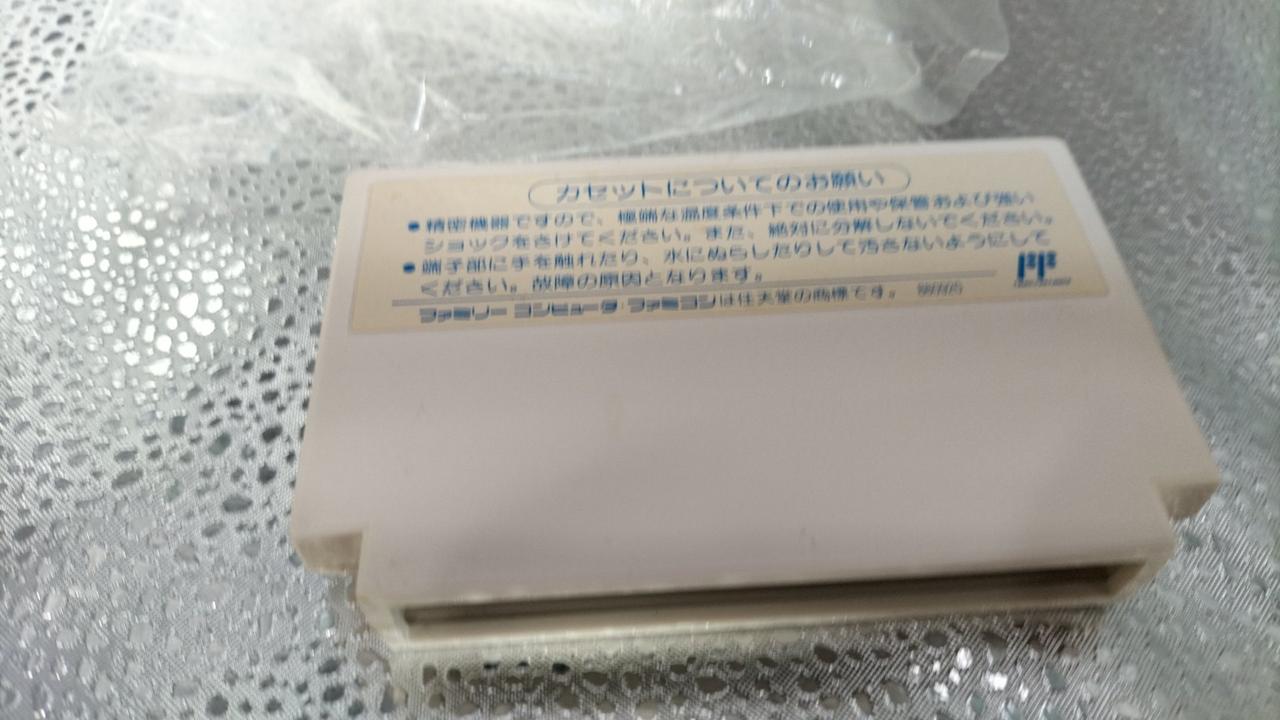 カセットについてのお願い
●精密機器ですので、極端な温度条件下での使用や保管および強い
ショックをさけてください。また、絶対に分解しないでください。
●端子部に手を触れたり、水にぬらしたりして汚さないようにして
ください。故障の原因となります。
ファミリーコンピュータ・ファミコンは任天堂の商標です。